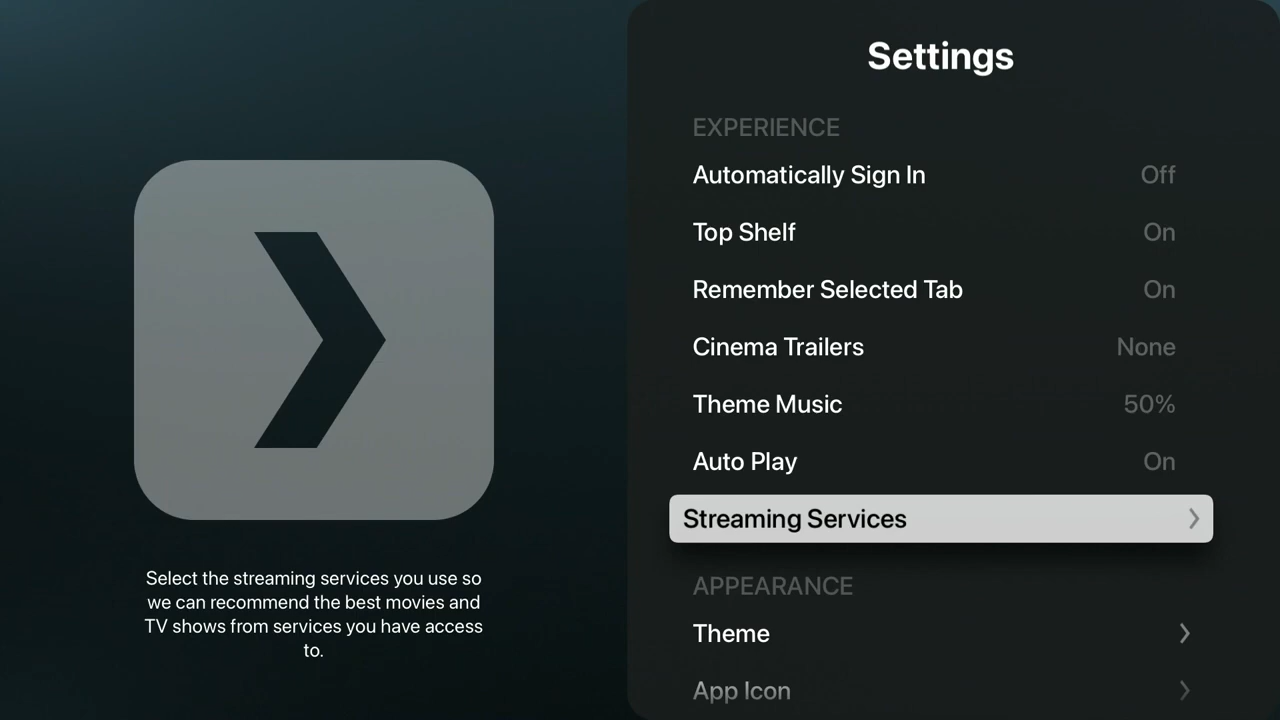 Settings
EXPERIENCE
Automatically Sign In Off
Top Shelf On
Remember Selected Tab On
Cinema Trailers None
Theme Music 50%
Auto Play On
Streaming Services
APPEARANCE
Theme
App Icon
Select the streaming services you use so
we can recommend the best movies and
TV shows from services you have access
to.